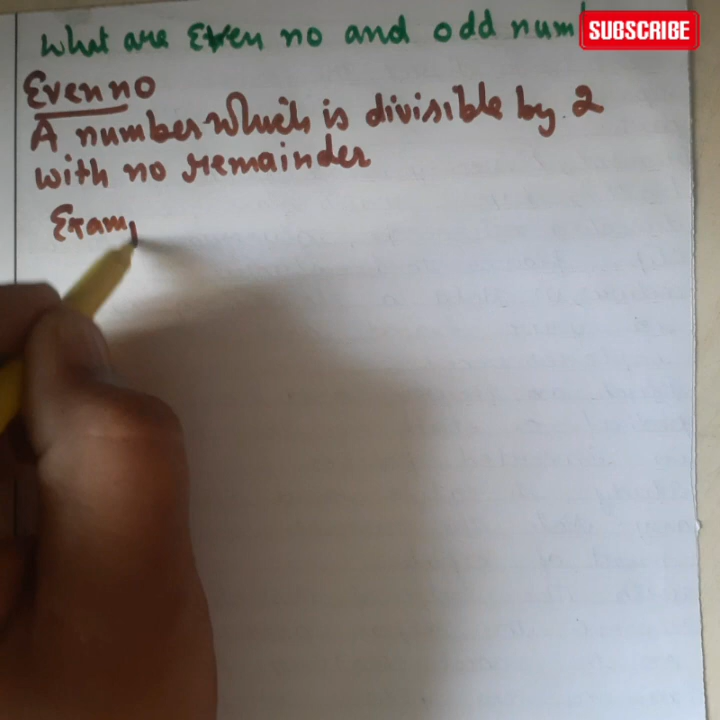 What are Even no and odd num
SUBSCRIBE
Even no
A number which is divisible by 2
with no remainder
Exam